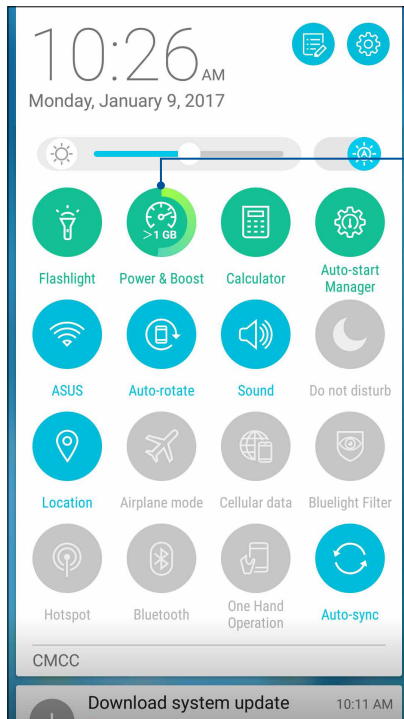 10:26 AM
Monday, January 9, 2017
A
>1 GB
Flashlight
Power & Boost
Calculator
Auto-start
Manager
ASUS
Auto-rotate
Sound
Do not disturb
Location
Airplane mode
Cellular data
Bluelight Filter
Hotspot
Bluetooth
One Hand
Operation
Auto-sync
CMCC
Download system update 10:11 AM